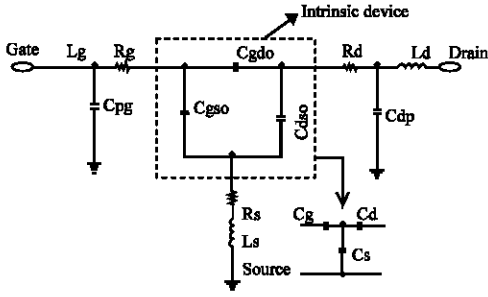 Intrinsic device
Gate
Lg
Rg
Cgdo
Rd
Ld
Drain
Cpg
Cgso
Cdso
Cdp
Rs
Ls
Source
Cg
Cd
Cs